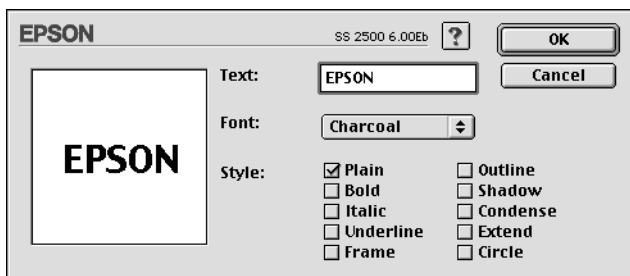 EPSON
SS 2500 6.00Eb
?
OK
Cancel
Text:
EPSON
Font:
Charcoal
EPSON
Style:
Plain
Bold
Italic
Underline
Frame
Outline
Shadow
Condense
Extend
Circle